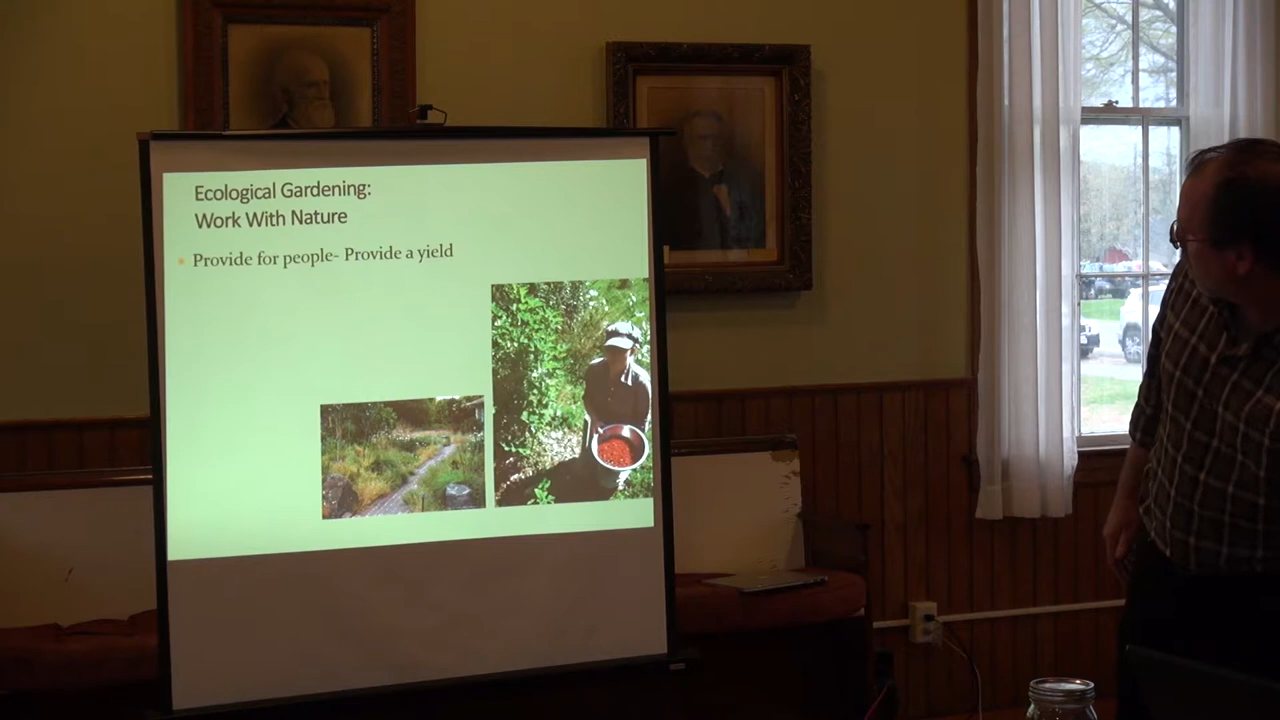 Ecological Gardening:
Work With Nature
Provide for people- Provide a yield